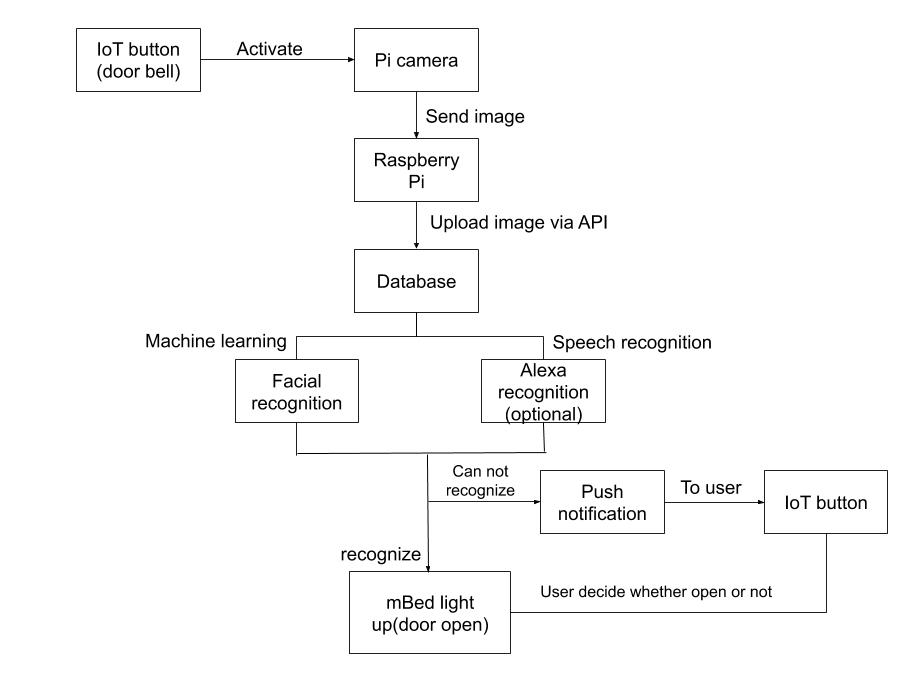 IoT button
(door bell)
Activate
Pi camera
Send image
Raspberry
Pi
Upload image via API
Database
Machine learning
Speech recognition
Facial
recognition
Alexa
recognition
(optional)
Can not
recognize
Push
notification
To user
IoT button
recognize
mBed light
up(door open)
User decide whether open or not